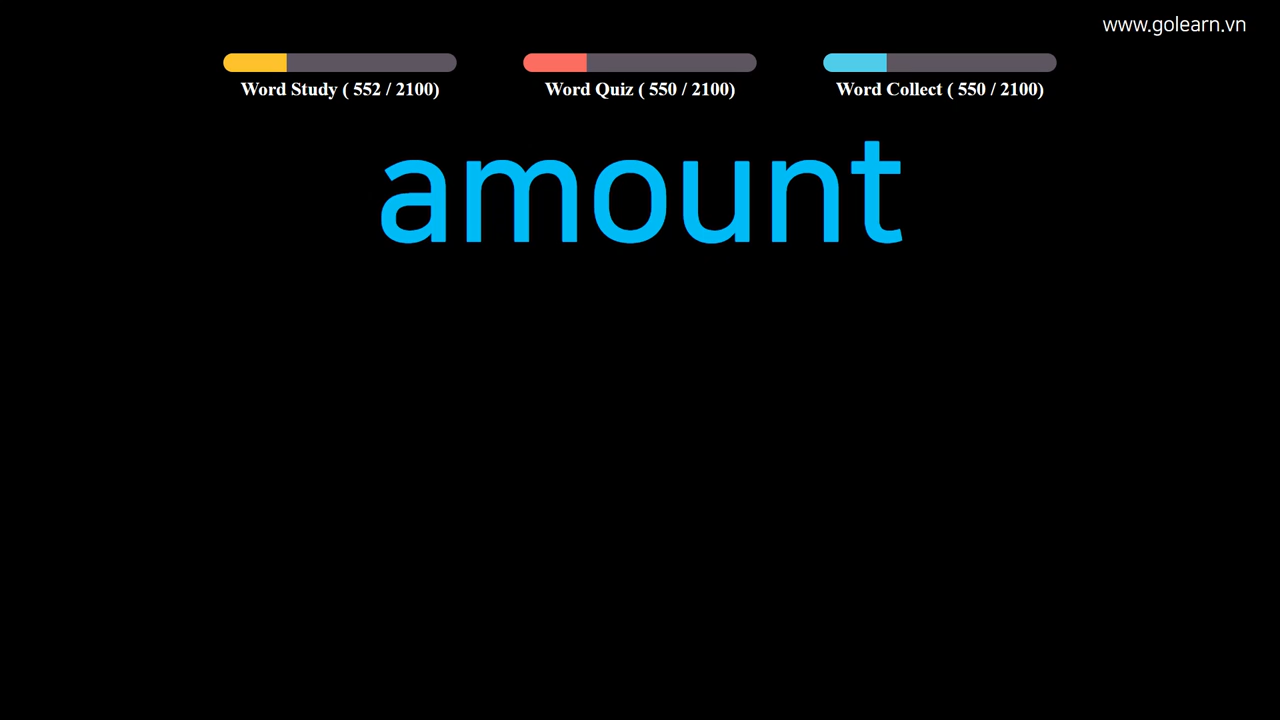 www.golearn.vn
Word Study ( 552 / 2100)
Word Quiz ( 550 / 2100)
Word Collect ( 550 / 2100)
amount